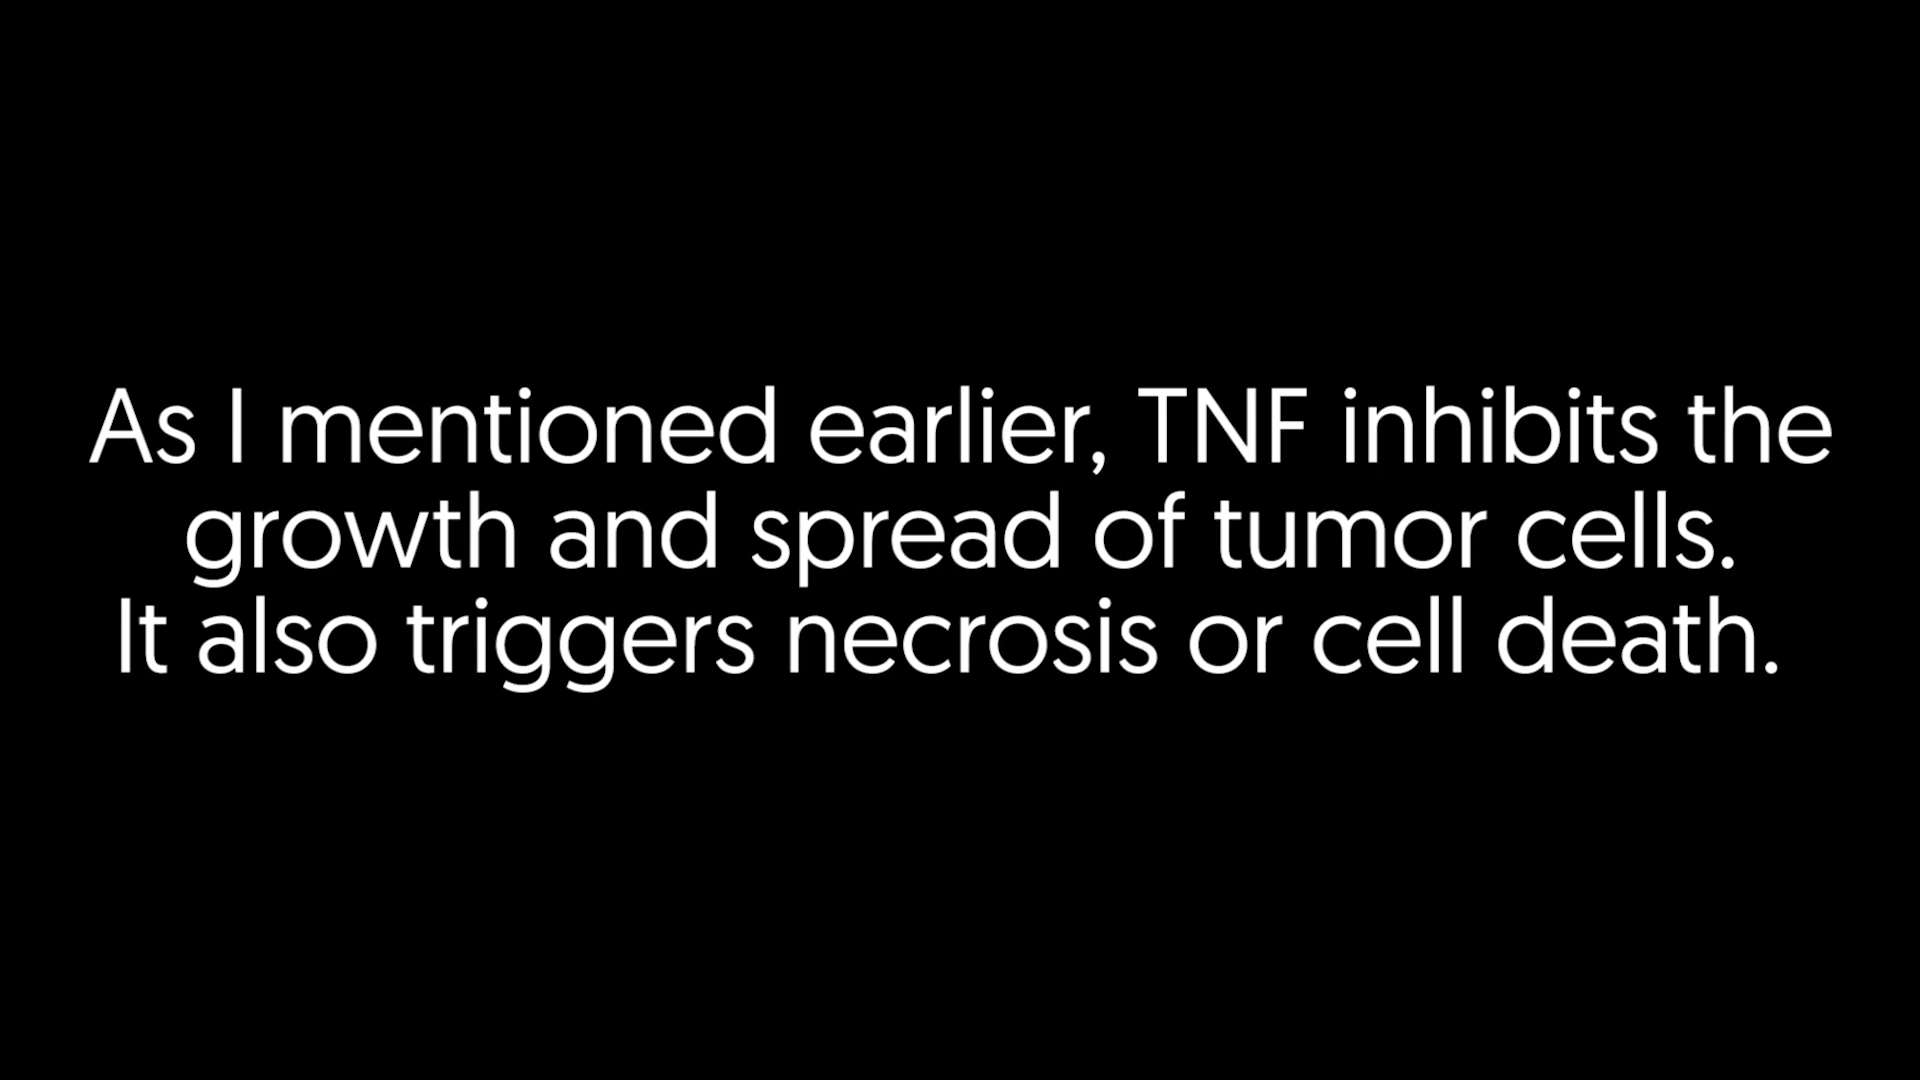 As I mentioned earlier, TNF inhibits the
growth and spread of tumor cells.
It also triggers necrosis or cell death.